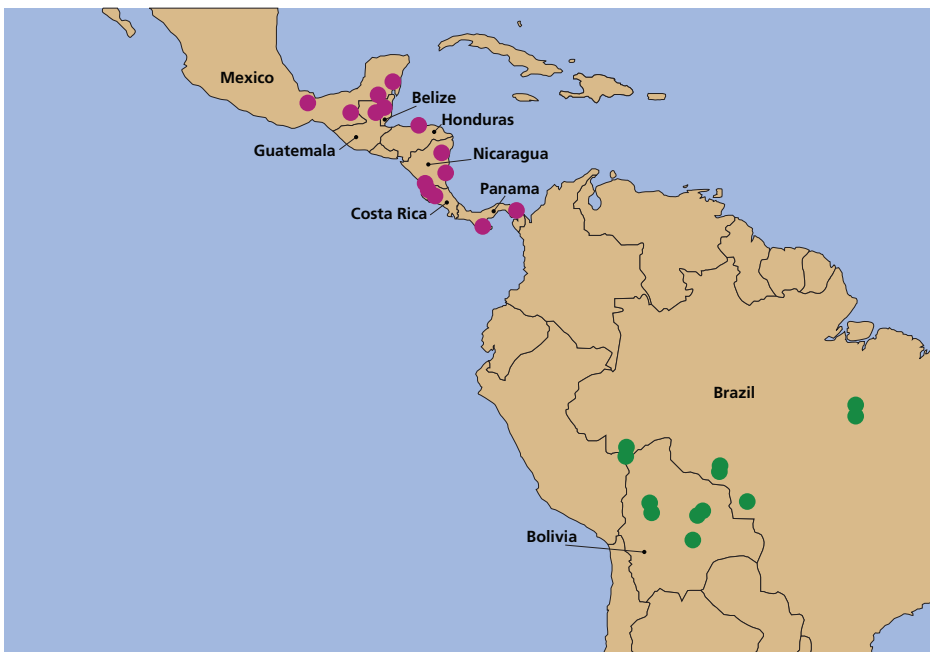 Mexico
Belize
Honduras
Guatemala
Nicaragua
Panama
Costa Rica
Brazil
Bolivia